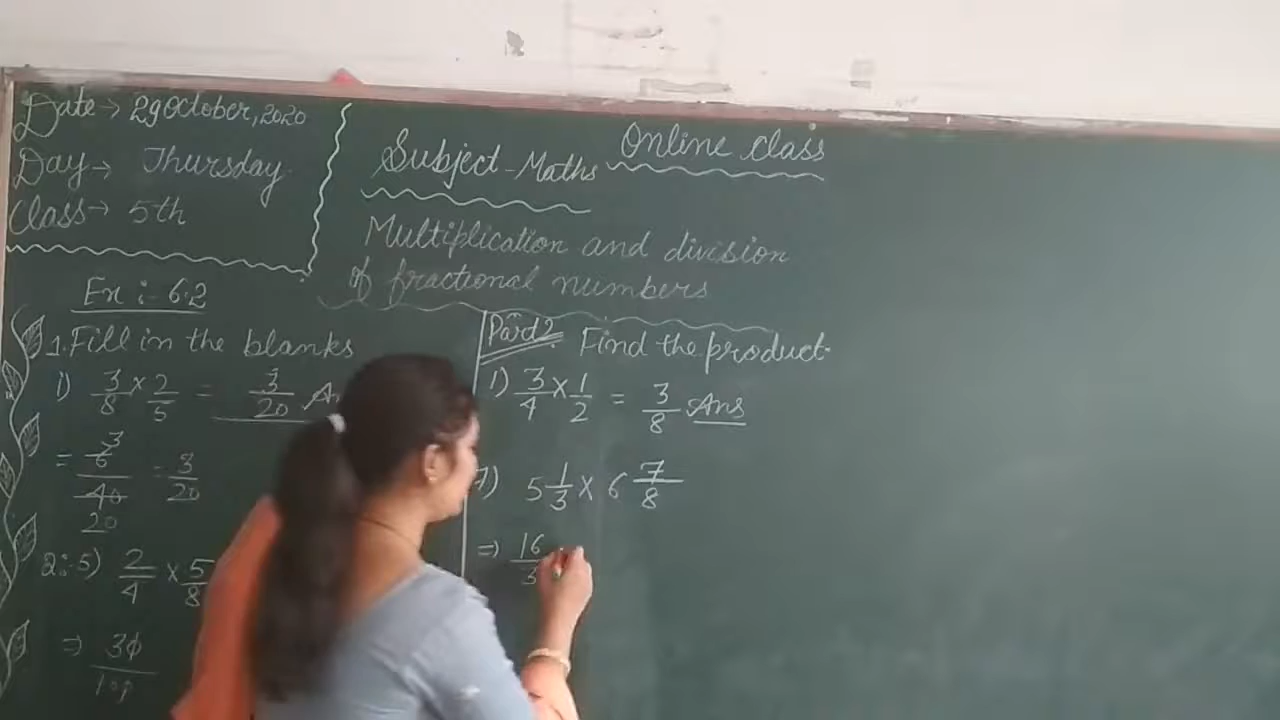 Date → 29 October, 2020
Day → Thursday
Class → 5th
Online class
Subject - Maths
Multiplication and division
of fractional numbers
Ex :- 6.2
1. Fill in the blanks
1) 3/8 × 2/5 = 3/20
= 6/40 3/20 = 3/20
2:- 5) 2/4 × 5/8
⇒ 30/100
Part 2. Find the product.
1) 3/4 × 1/2 = 3/8 Ans
7) 5 1/3 × 6 7/8
⇒ 16/3